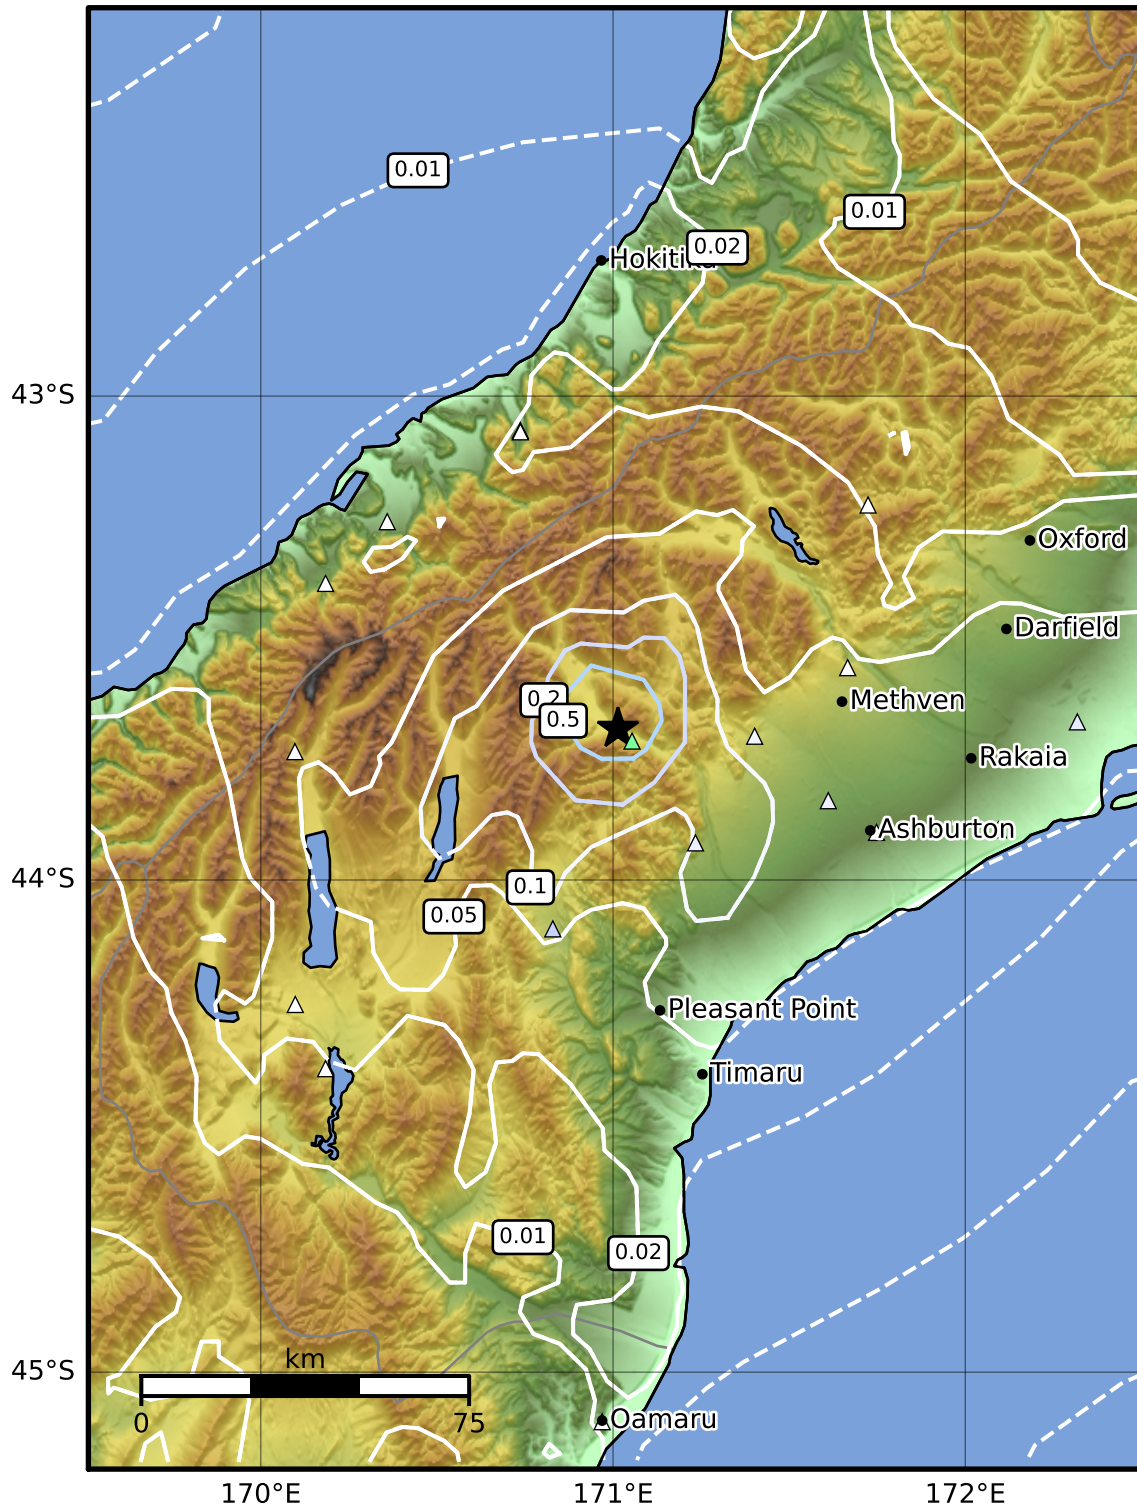 0.01
0.01
0.02
Hokitika
43°S
Oxford
Darfield
0.2
Methven
0.5
Rakaia
Ashburton
44°S
0.1
0.05
Pleasant Point
Timaru
0.01
0.02
km
45°S
0
75
Oamaru
170°E
171°E
172°E